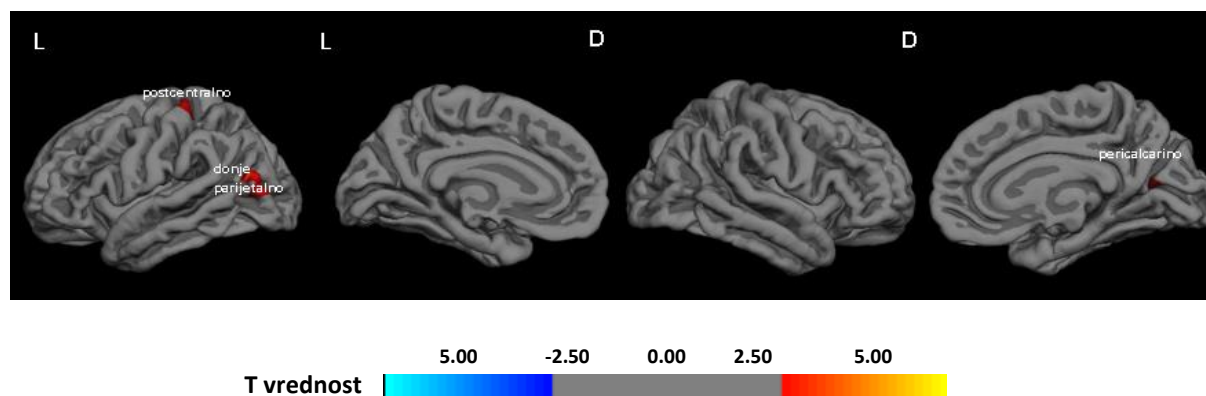 L
L
D
D
postcentralno
donje
parijetalno
pericalcarino
5.00
-2.50
0.00
2.50
5.00
T vrednost